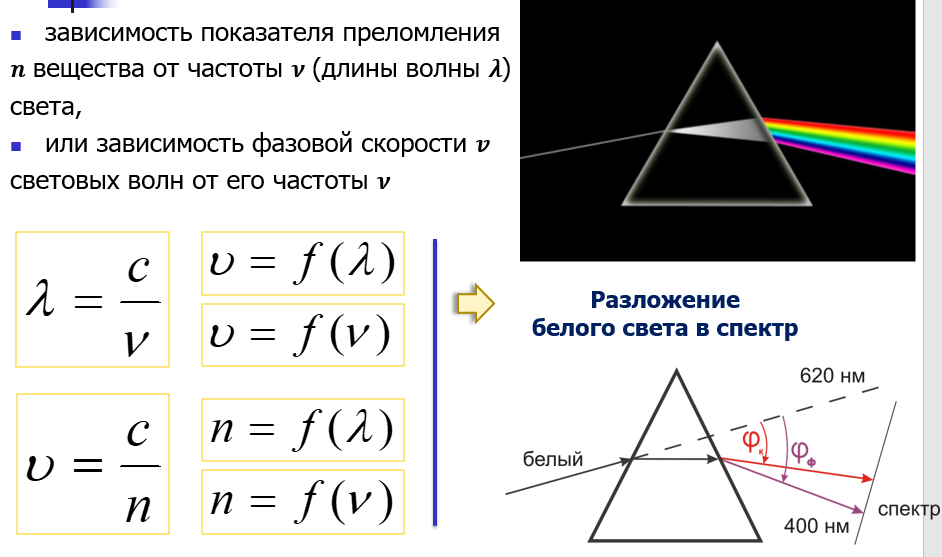 ▪ зависимость показателя преломления
n вещества от частоты ν (длины волны λ)
света,
▪ или зависимость фазовой скорости υ
световых волн от его частоты ν
λ = c/ν
υ = f(λ)
υ = f(ν)
υ = c/n
n = f(λ)
n = f(ν)
Разложение
белого света в спектр
620 нм
белый
φк
φф
спектр
400 нм